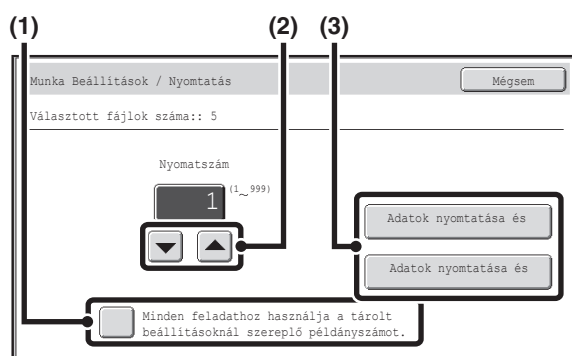 (1) (2) (3)
Munka Beállítások / Nyomtatás Mégsem
Választott fájlok száma:: 5
Nyomatszám
1 (1~999)
Adatok nyomtatása és
Adatok nyomtatása és
Minden feladathoz használja a tárolt
beállításoknál szereplő példányszámot.